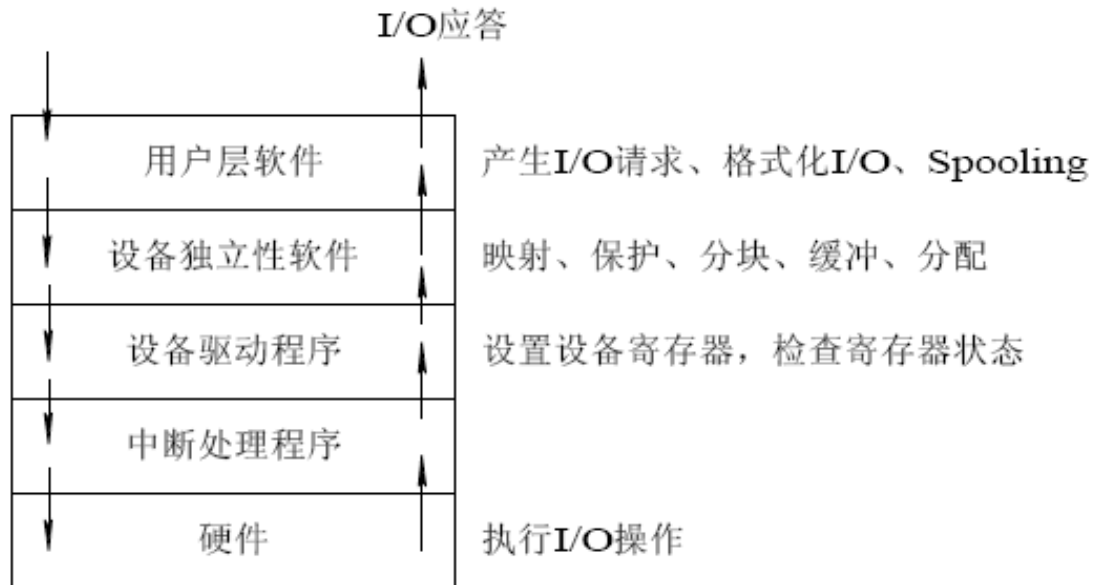 I/O应答
用户层软件
产生I/O请求、格式化I/O、Spooling
设备独立性软件
映射、保护、分块、缓冲、分配
设备驱动程序
设置设备寄存器，检查寄存器状态
中断处理程序
硬件
执行I/O操作